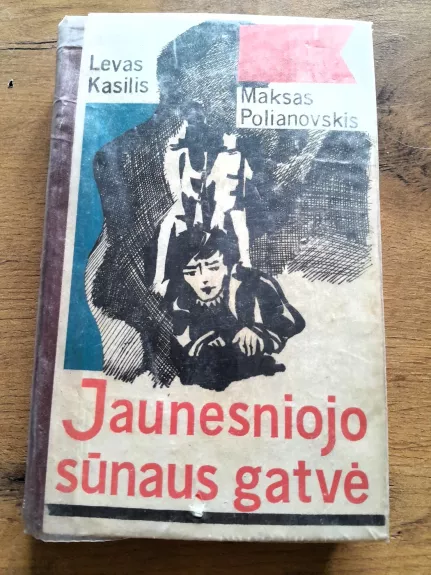 Levas
Kasilis
Maksas
Polianovskis
Jaunesniojo
sūnaus gatvė